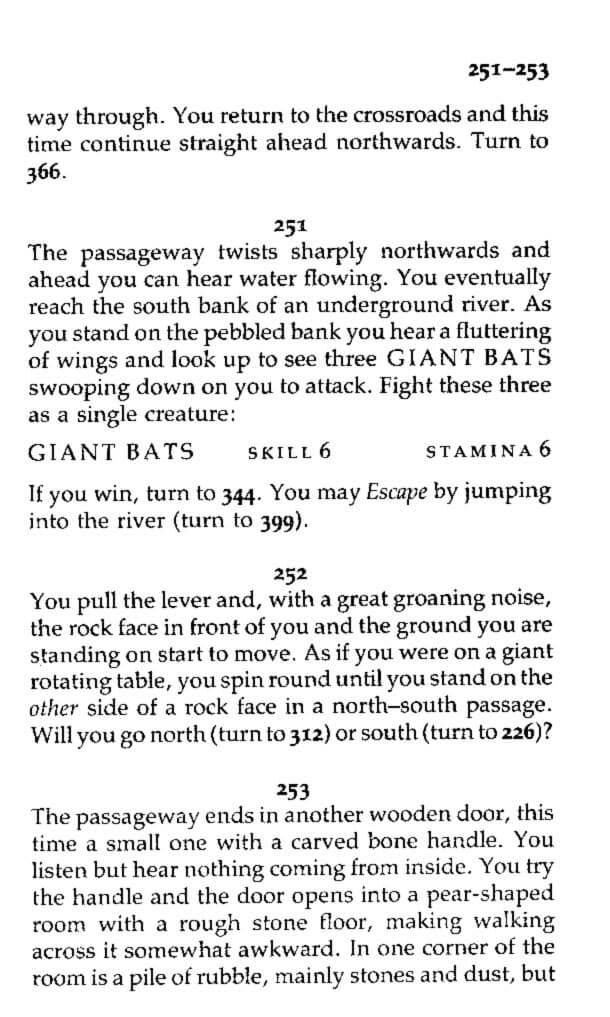 251–253
way through. You return to the crossroads and this
time continue straight ahead northwards. Turn to
366.
251
The passageway twists sharply northwards and
ahead you can hear water flowing. You eventually
reach the south bank of an underground river. As
you stand on the pebbled bank you hear a fluttering
of wings and look up to see three GIANT BATS
swooping down on you to attack. Fight these three
as a single creature:
GIANT BATS SKILL 6 STAMINA 6
If you win, turn to 344. You may Escape by jumping
into the river (turn to 399).
252
You pull the lever and, with a great groaning noise,
the rock face in front of you and the ground you are
standing on start to move. As if you were on a giant
rotating table, you spin round until you stand on the
other side of a rock face in a north–south passage.
Will you go north (turn to 312) or south (turn to 226)?
253
The passageway ends in another wooden door, this
time a small one with a carved bone handle. You
listen but hear nothing coming from inside. You try
the handle and the door opens into a pear-shaped
room with a rough stone floor, making walking
across it somewhat awkward. In one corner of the
room is a pile of rubble, mainly stones and dust, but